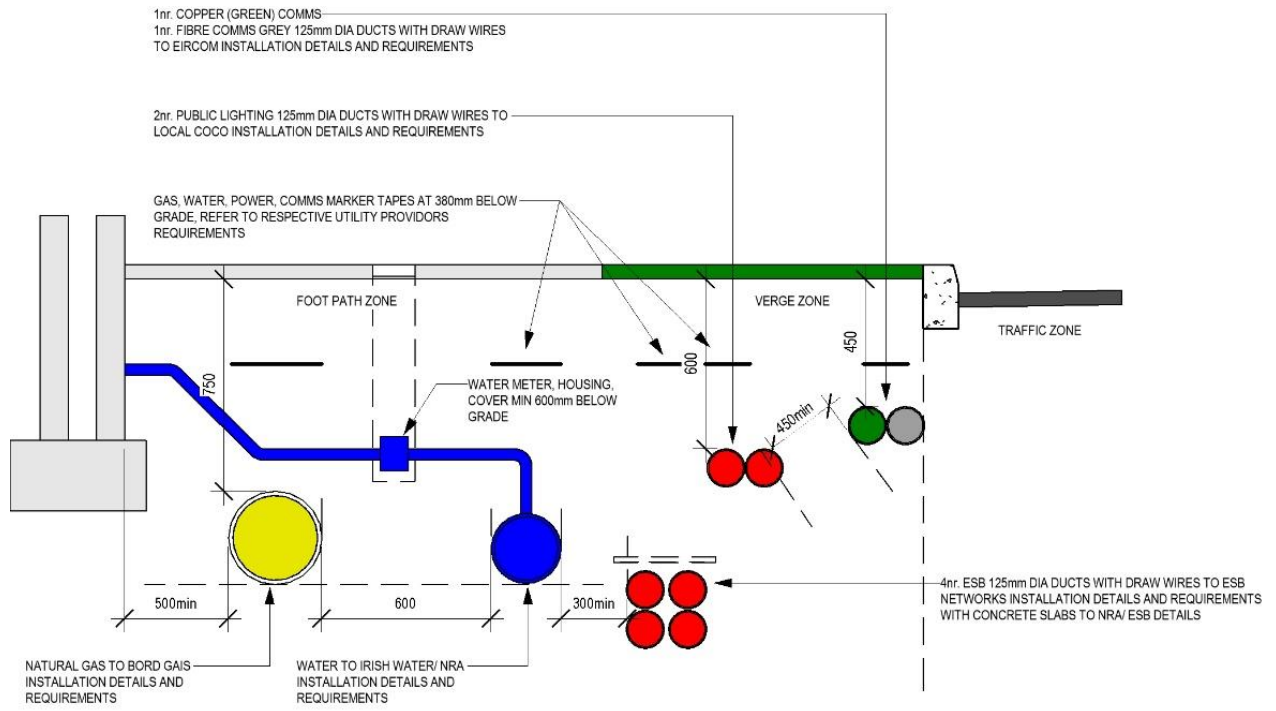 1nr. COPPER (GREEN) COMMS
1nr. FIBRE COMMS GREY 125mm DIA DUCTS WITH DRAW WIRES
TO EIRCOM INSTALLATION DETAILS AND REQUIREMENTS
2nr. PUBLIC LIGHTING 125mm DIA DUCTS WITH DRAW WIRES TO
LOCAL COCO INSTALLATION DETAILS AND REQUIREMENTS
GAS, WATER, POWER, COMMS MARKER TAPES AT 380mm BELOW
GRADE, REFER TO RESPECTIVE UTILITY PROVIDORS
REQUIREMENTS
FOOT PATH ZONE
VERGE ZONE
TRAFFIC ZONE
750
600
450
WATER METER, HOUSING,
COVER MIN 600mm BELOW
GRADE
450min
500min
600
300min
4nr. ESB 125mm DIA DUCTS WITH DRAW WIRES TO ESB
NETWORKS INSTALLATION DETAILS AND REQUIREMENTS
WITH CONCRETE SLABS TO NRA/ ESB DETAILS
NATURAL GAS TO BORD GAIS
INSTALLATION DETAILS AND
REQUIREMENTS
WATER TO IRISH WATER/ NRA
INSTALLATION DETAILS AND
REQUIREMENTS